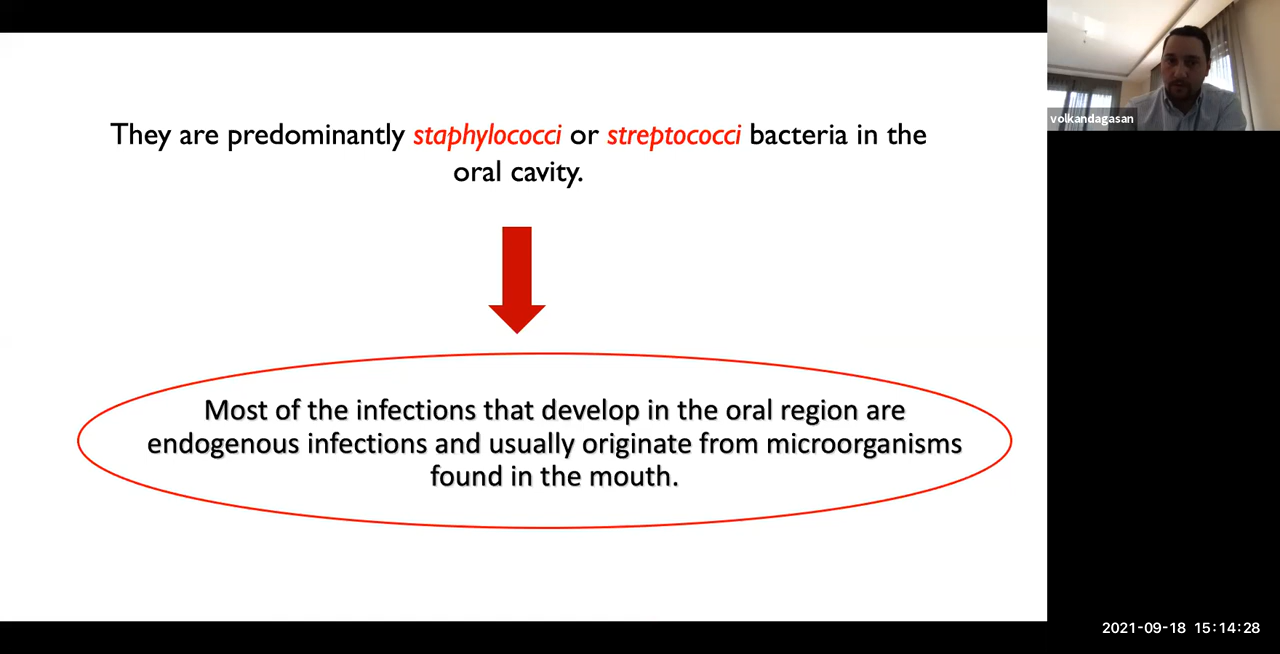 They are predominantly staphylococci or streptococci bacteria in the
oral cavity.
Most of the infections that develop in the oral region are
endogenous infections and usually originate from microorganisms
found in the mouth.
volkandagasan
2021-09-18 15:14:28